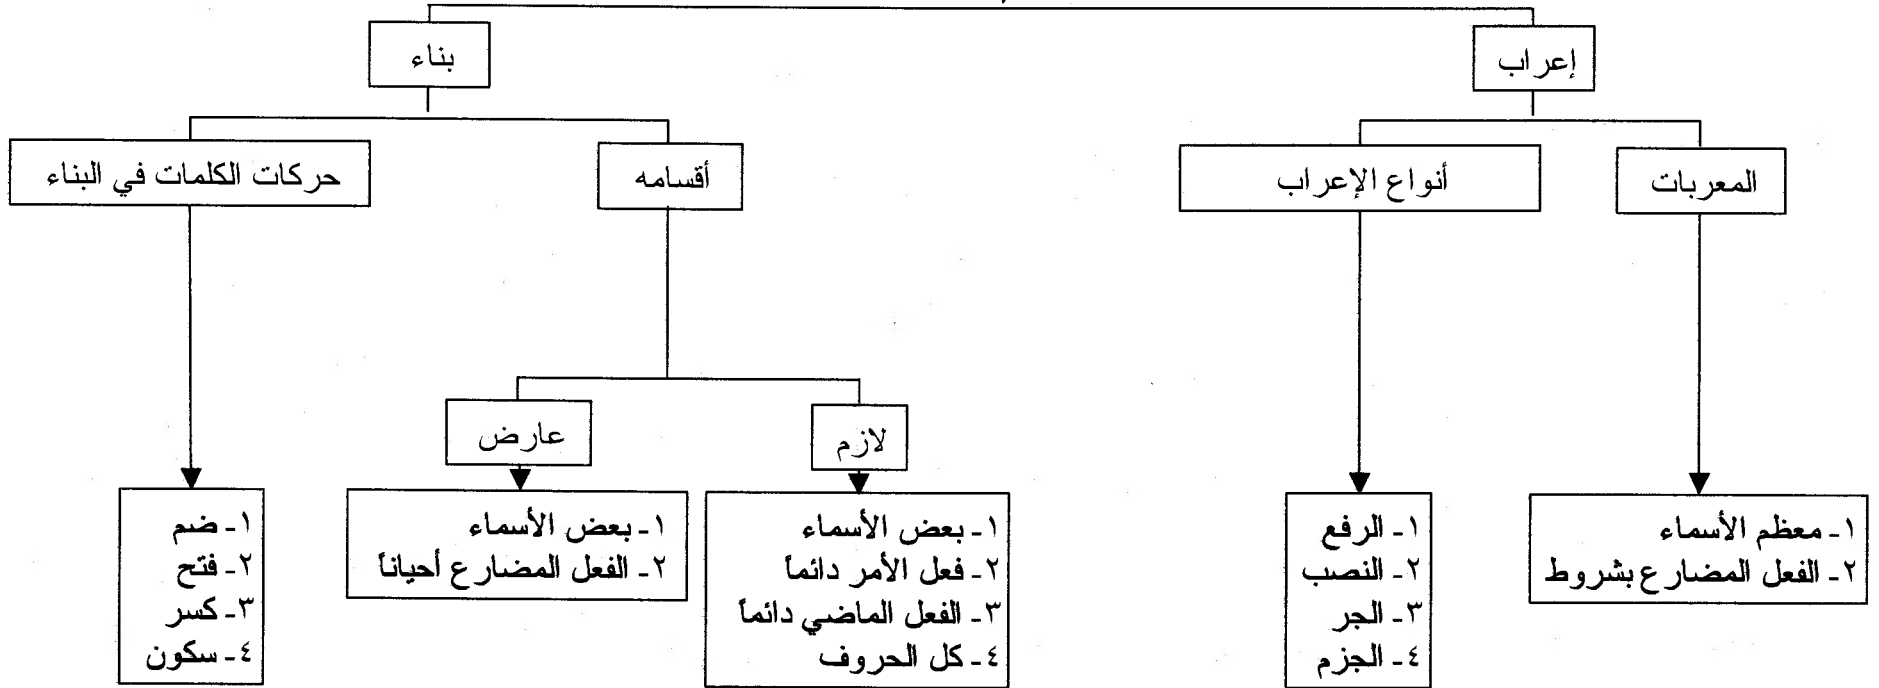 إعراب
بناء
المعربات
أنواع الإعراب
أقسامه
حركات الكلمات في البناء
لازم
عارض
١- معظم الأسماء
٢- الفعل المضارع بشروط
١- الرفع
٢- النصب
٣- الجر
٤- الجزم
١- بعض الأسماء
٢- فعل الأمر دائماً
٣- الفعل الماضي دائماً
٤- كل الحروف
١- بعض الأسماء
٢- الفعل المضارع أحياناً
١- ضم
٢- فتح
٣- كسر
٤- سكون